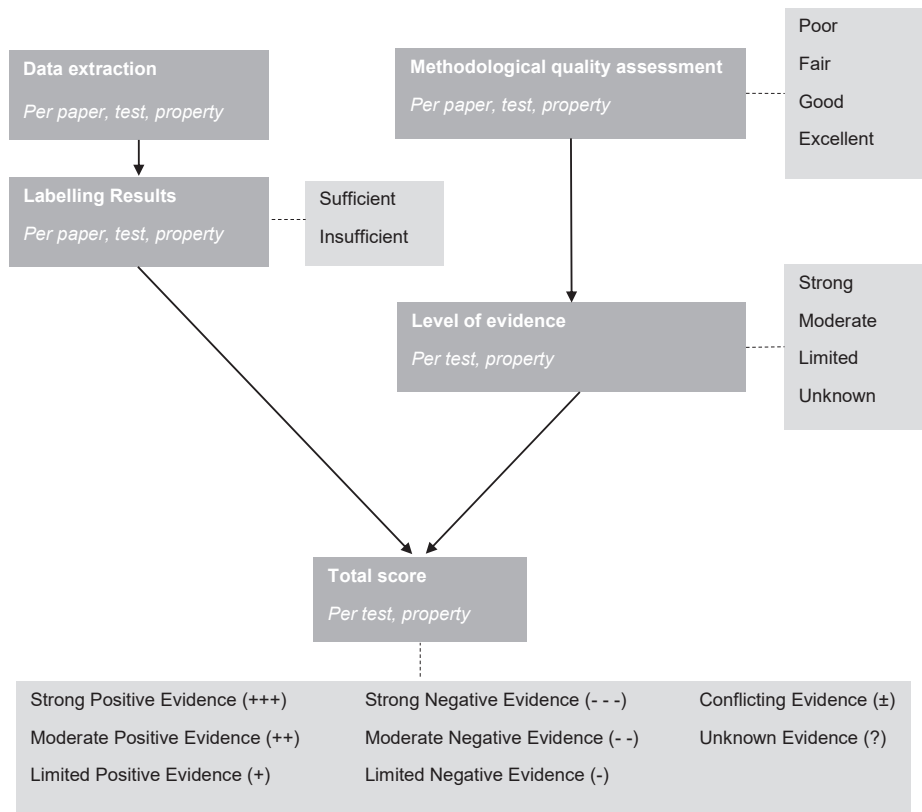 Data extraction
Per paper, test, property
Methodological quality assessment
Per paper, test, property
Poor
Fair
Good
Excellent
Labelling Results
Per paper, test, property
Sufficient
Insufficient
Level of evidence
Per test, property
Strong
Moderate
Limited
Unknown
Total score
Per test, property
Strong Positive Evidence (+++)
Moderate Positive Evidence (++)
Limited Positive Evidence (+)
Strong Negative Evidence (- - -)
Moderate Negative Evidence (- -)
Limited Negative Evidence (-)
Conflicting Evidence (±)
Unknown Evidence (?)